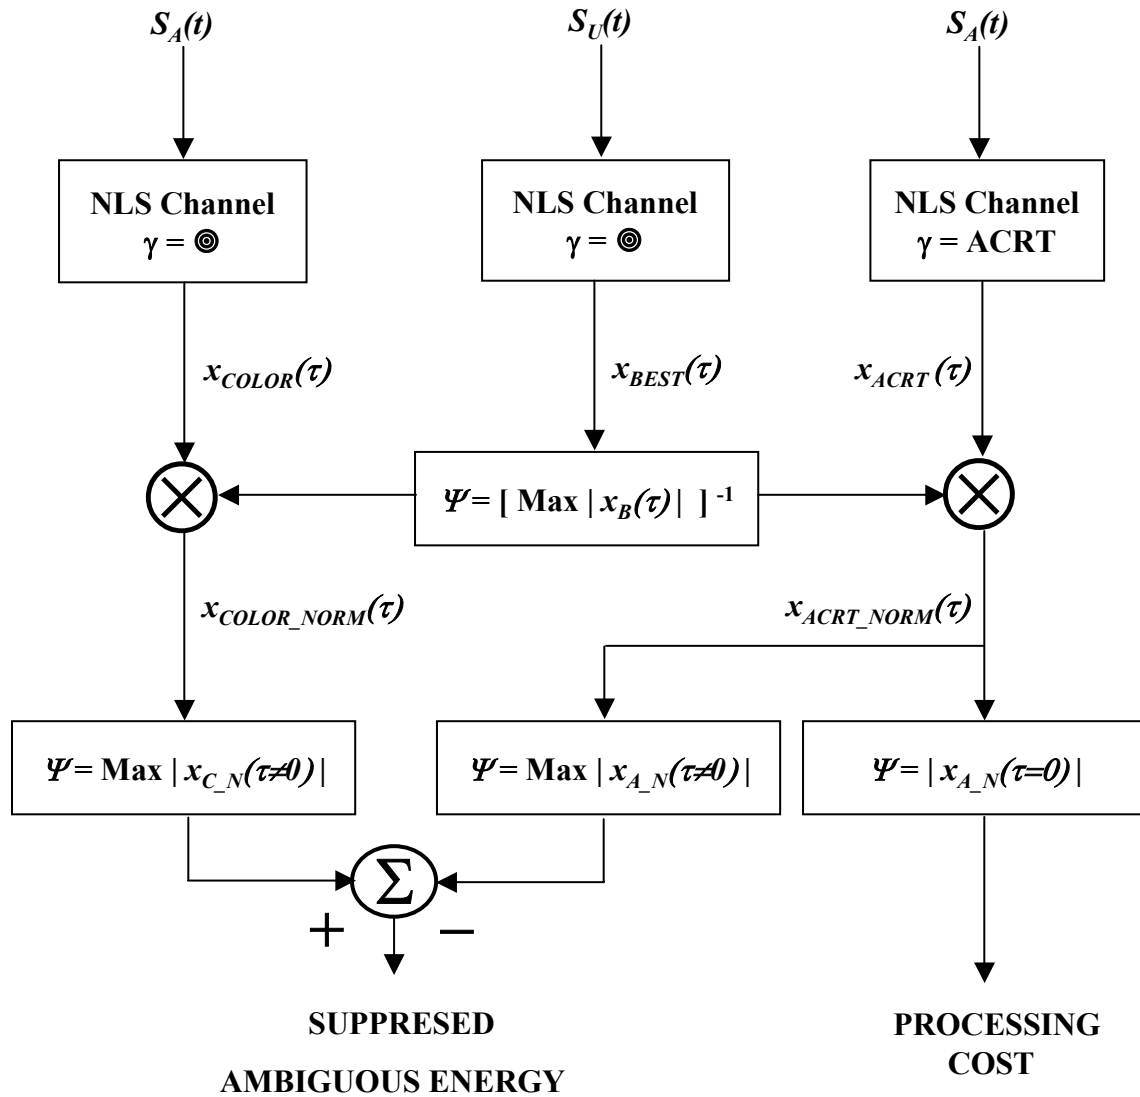 S_A(t)
S_U(t)
S_A(t)
NLS Channel
γ = ⊚
NLS Channel
γ = ⊚
NLS Channel
γ = ACRT
x_COLOR(τ)
x_BEST(τ)
x_ACRT(τ)
Ψ = [ Max | x_B(τ) | ]^-1
x_COLOR_NORM(τ)
x_ACRT_NORM(τ)
Ψ = Max | x_C_N(τ≠0) |
Ψ = Max | x_A_N(τ≠0) |
Ψ = | x_A_N(τ=0) |
Σ
+ −
SUPPRESED
AMBIGUOUS ENERGY
PROCESSING
COST